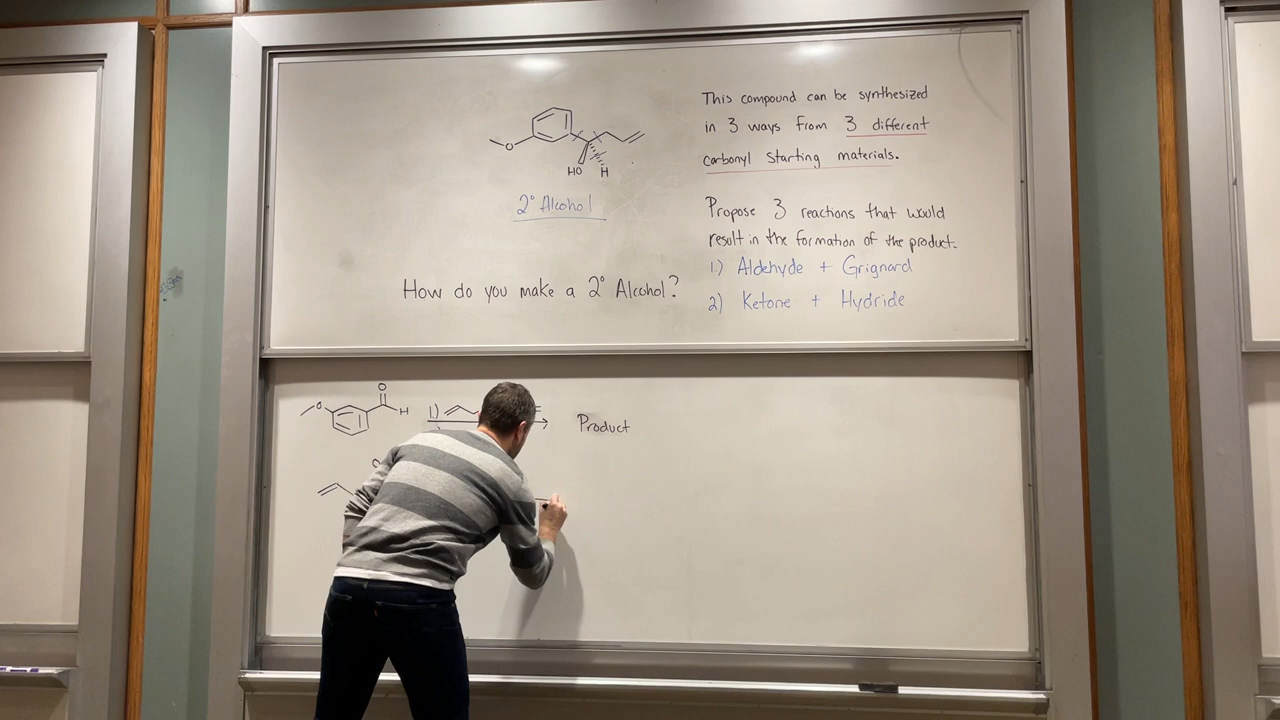 This compound can be synthesized
in 3 ways from 3 different
carbonyl starting materials.
O
HO H
2° Alcohol
Propose 3 reactions that would
result in the formation of the product.
1.) Aldehyde + Grignard
2) Ketone + Hydride
How do you make a 2° Alcohol?
O
O H
1.)
Product